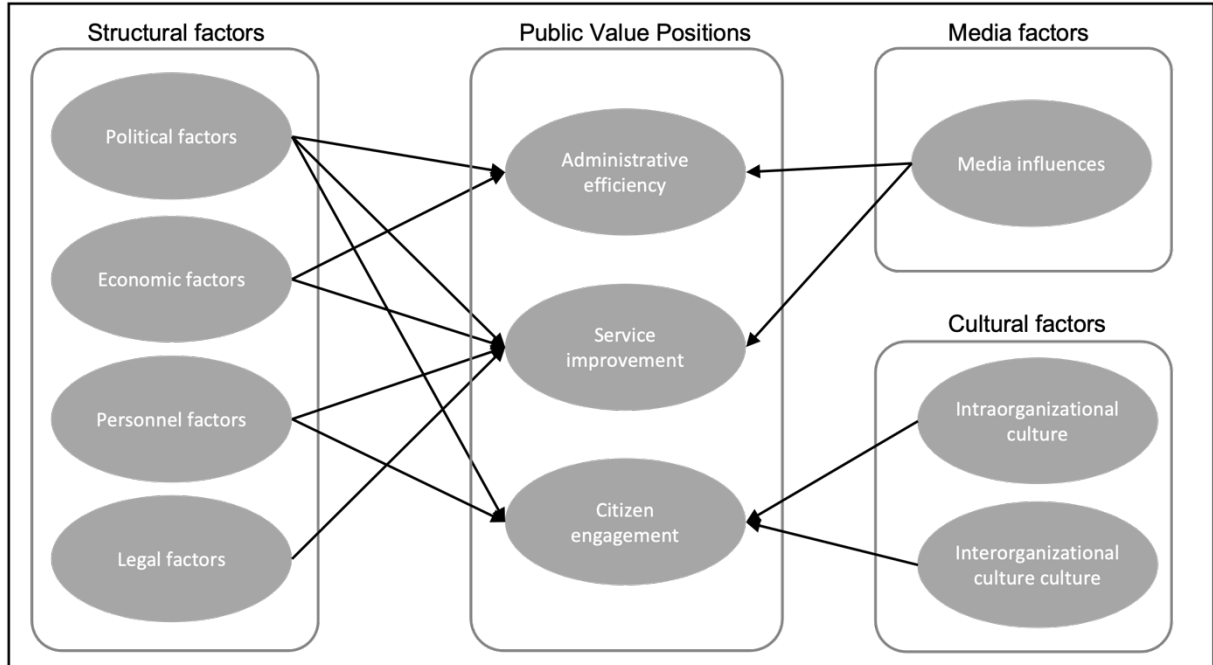 Structural factors
Political factors
Economic factors
Personnel factors
Legal factors
Public Value Positions
Administrative
efficiency
Service
improvement
Citizen
engagement
Media factors
Media influences
Cultural factors
Intraorganizational
culture
Interorganizational
culture culture